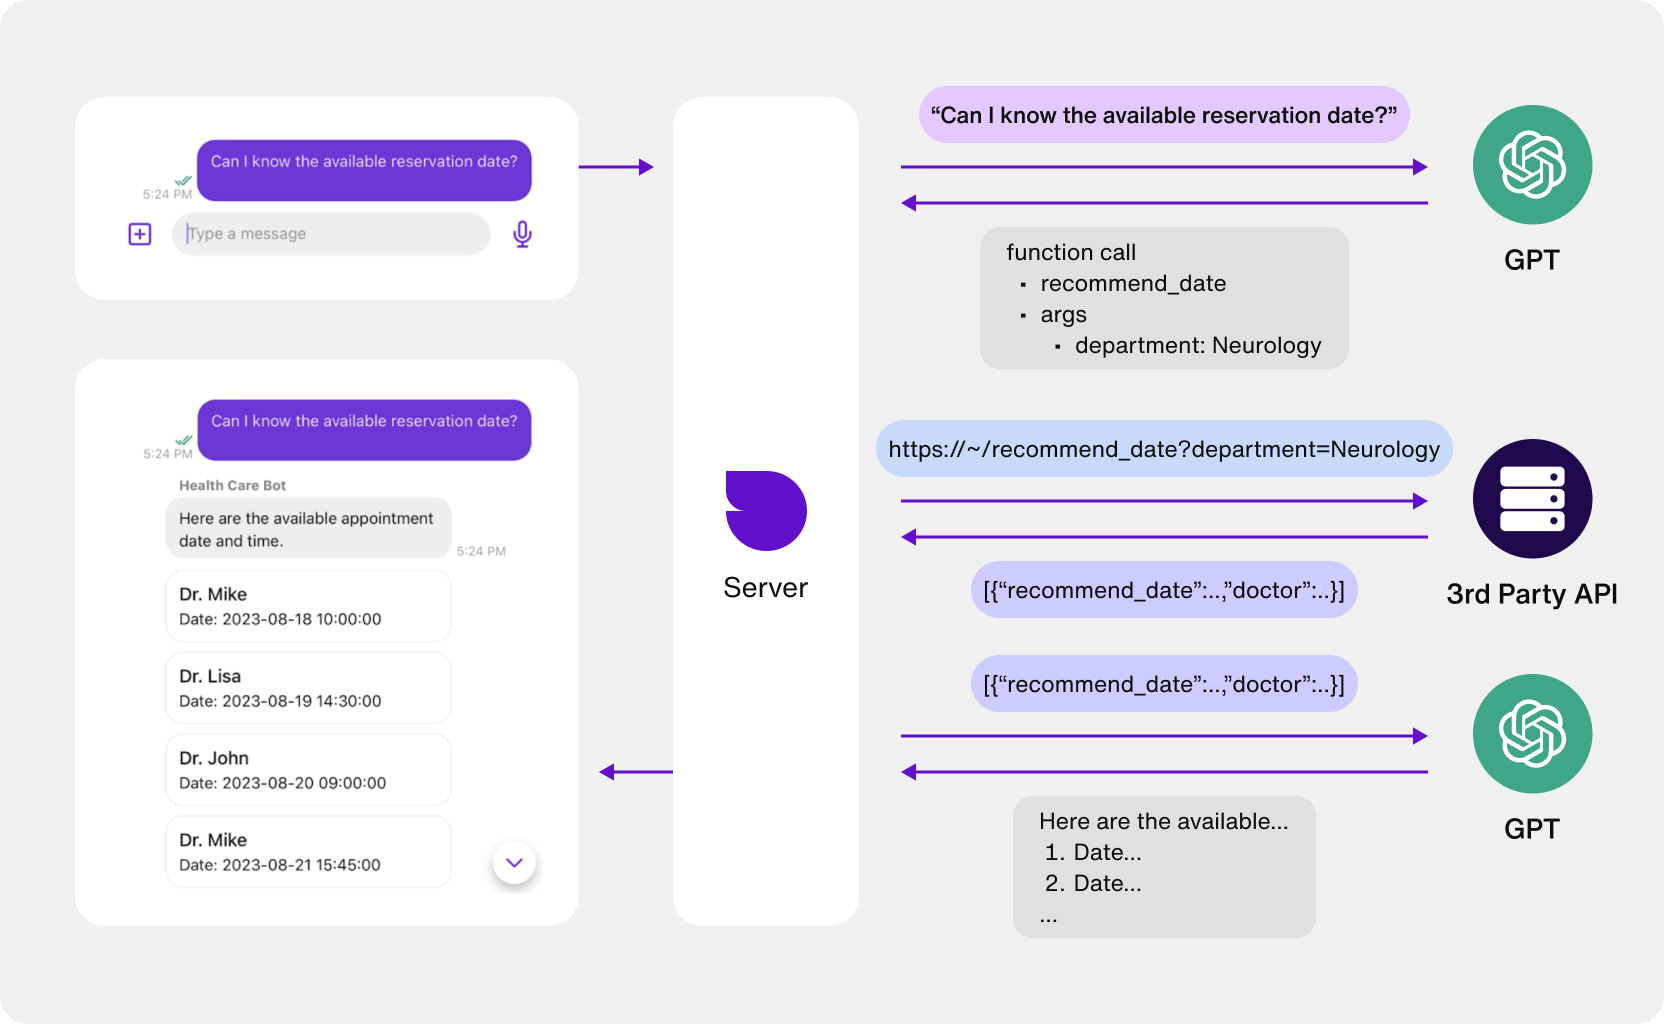 Can I know the available reservation date?
5:24 PM
Type a message
Can I know the available reservation date?
5:24 PM
Health Care Bot
Here are the available appointment
date and time.
5:24 PM
Dr. Mike
Date: 2023-08-18 10:00:00
Dr. Lisa
Date: 2023-08-19 14:30:00
Dr. John
Date: 2023-08-20 09:00:00
Dr. Mike
Date: 2023-08-21 15:45:00
Server
“Can I know the available reservation date?”
GPT
function call
▪ recommend_date
▪ args
▪ department: Neurology
https://~/recommend_date?department=Neurology
3rd Party API
[{“recommend_date”:..,”doctor”:..}]
[{“recommend_date”:..,”doctor”:..}]
GPT
Here are the available...
1. Date...
2. Date...
...